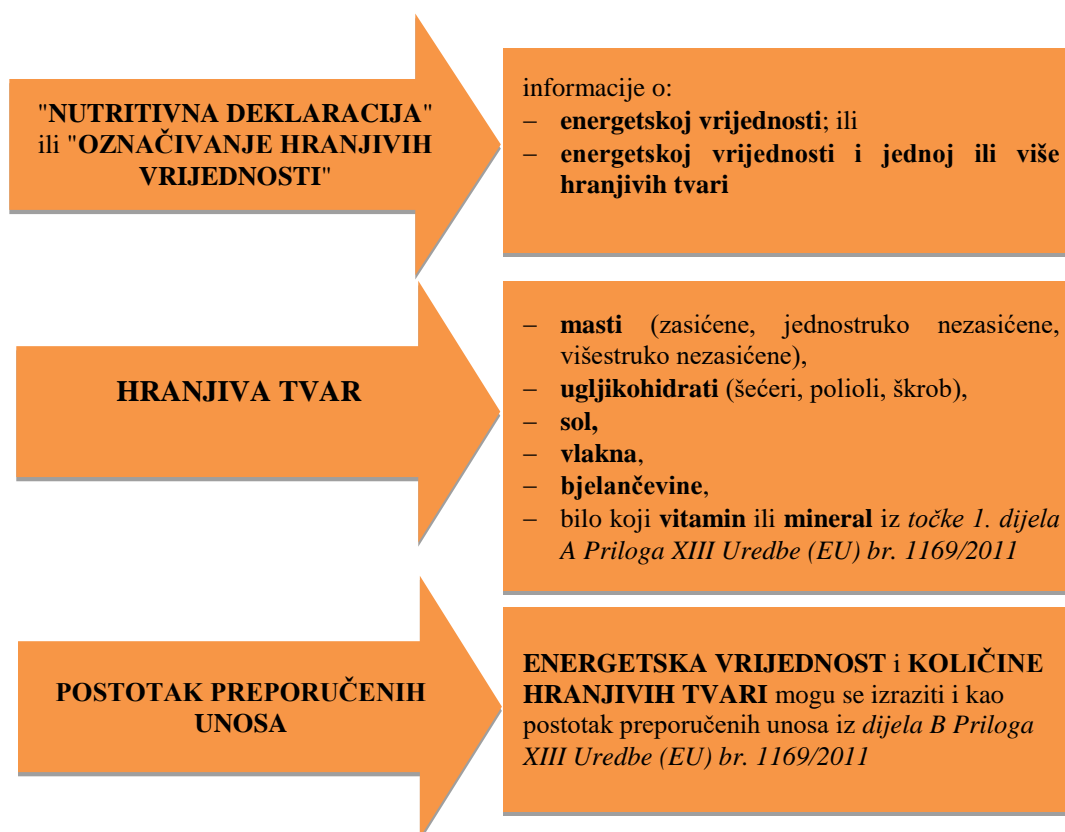 "NUTRITIVNA DEKLARACIJA"
ili "OZNAČIVANJE HRANJIVIH
VRIJEDNOSTI"
informacije o:
− energetskoj vrijednosti; ili
− energetskoj vrijednosti i jednoj ili više
hranjivih tvari
HRANJIVA TVAR
− masti (zasićene, jednostruko nezasićene,
višestruko nezasićene),
− ugljikohidrati (šećeri, polioli, škrob),
− sol,
− vlakna,
− bjelančevine,
− bilo koji vitamin ili mineral iz točke 1. dijela
A Priloga XIII Uredbe (EU) br. 1169/2011
POSTOTAK PREPORUČENIH
UNOSA
ENERGETSKA VRIJEDNOST i KOLIČINE
HRANJIVIH TVARI mogu se izraziti i kao
postotak preporučenih unosa iz dijela B Priloga
XIII Uredbe (EU) br. 1169/2011